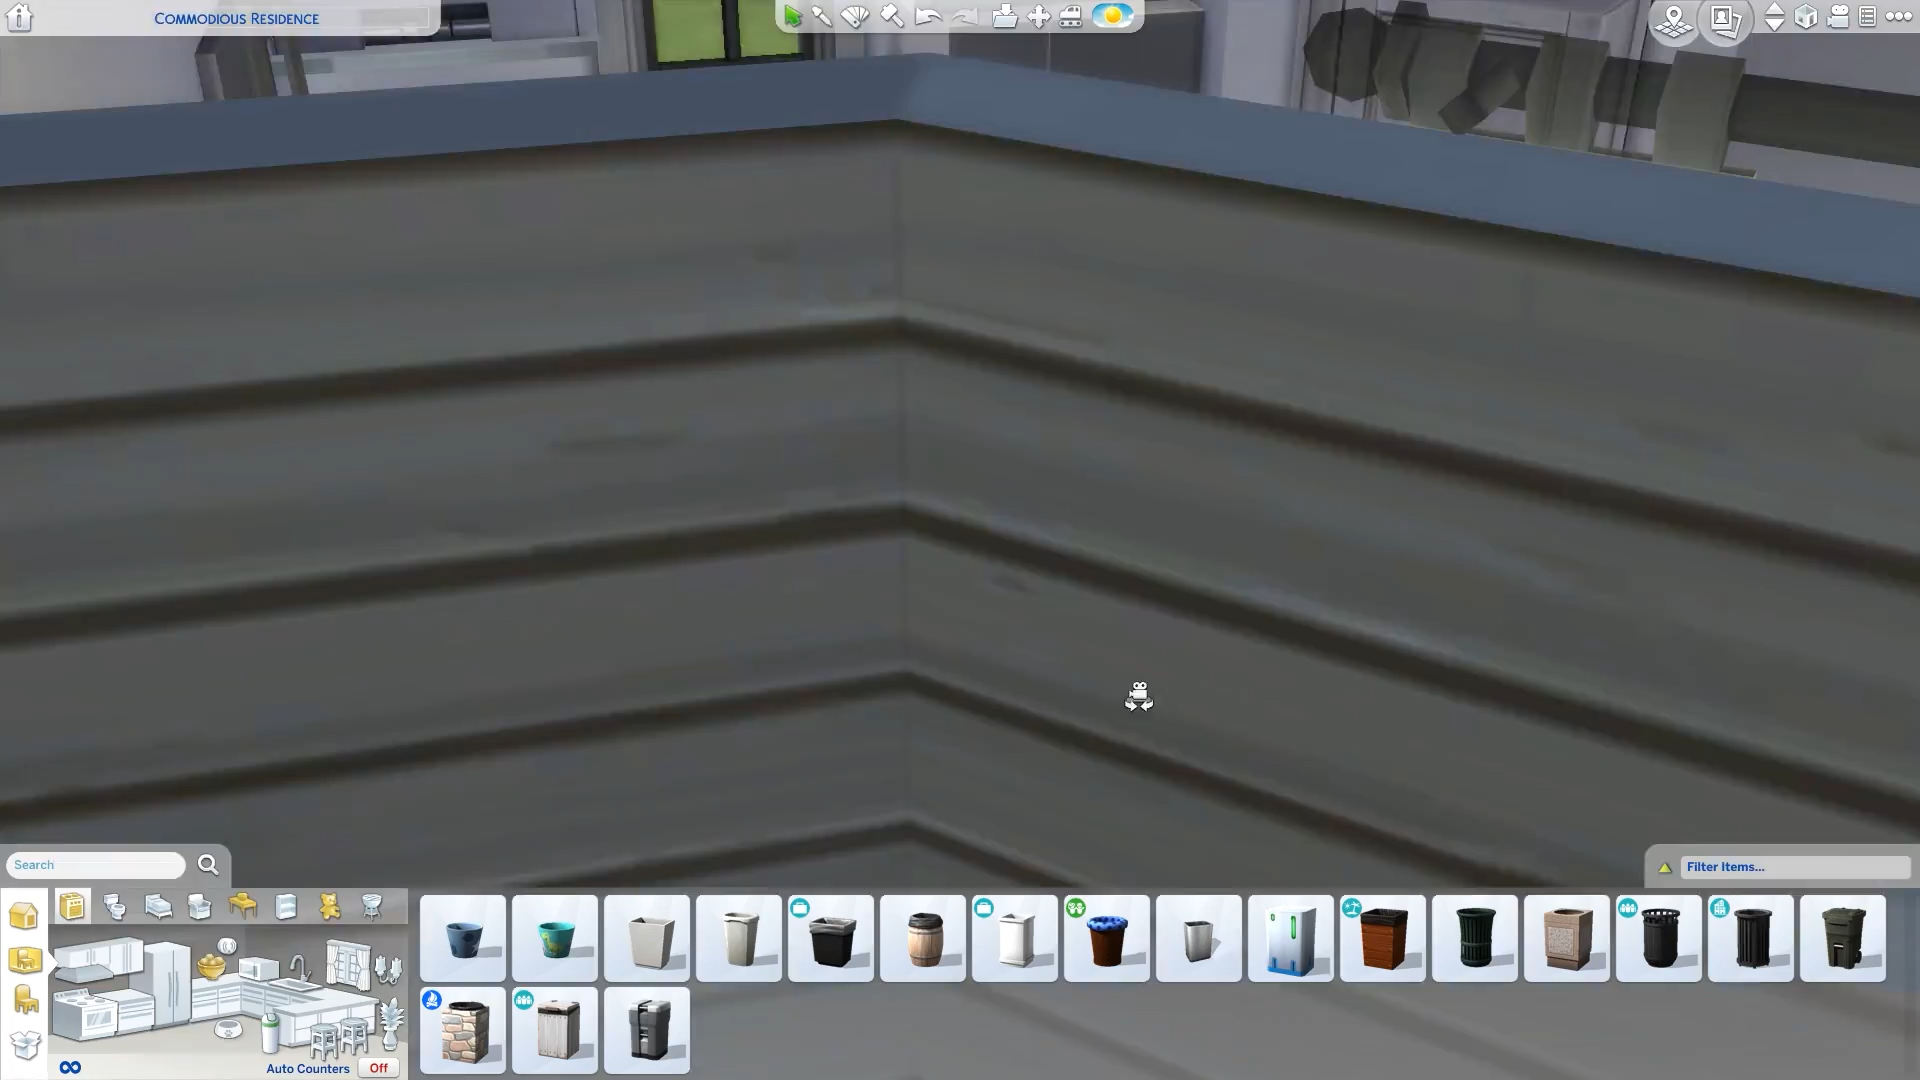 Commodious Residence
Search
Filter Items...
Auto Counters
Off